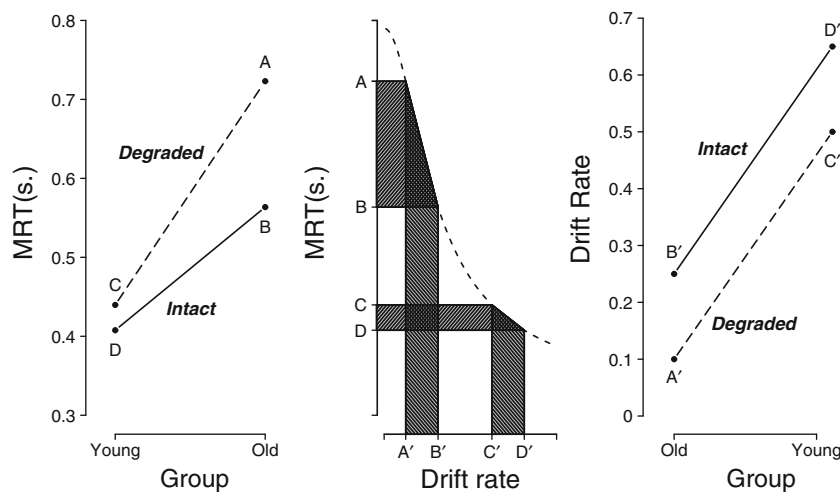 0.8
0.7
0.6
0.5
0.4
0.3
MRT(s.)
A
B
C
D
Degraded
Intact
Young
Old
Group
MRT(s.)
A
B
C
D
A′
B′
C′
D′
Drift rate
0.7
0.6
0.5
0.4
0.3
0.2
0.1
0
Drift Rate
D′
C′
B′
A′
Intact
Degraded
Old
Young
Group